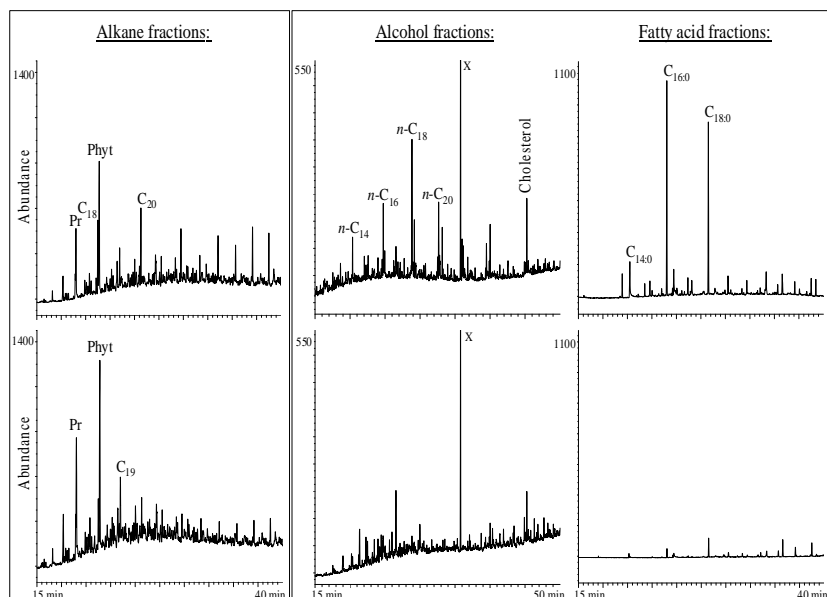 Alkane fractions:
Alcohol fractions:
Fatty acid fractions:
1400
Abundance
Pr
C18
Phyt
C20
550
n-C14
n-C16
n-C18
n-C20
X
Cholesterol
1100
C14:0
C16:0
C18:0
1400
Abundance
Pr
Phyt
C19
15 min
40 min
550
X
15 min
50 min
1100
15 min
40 min